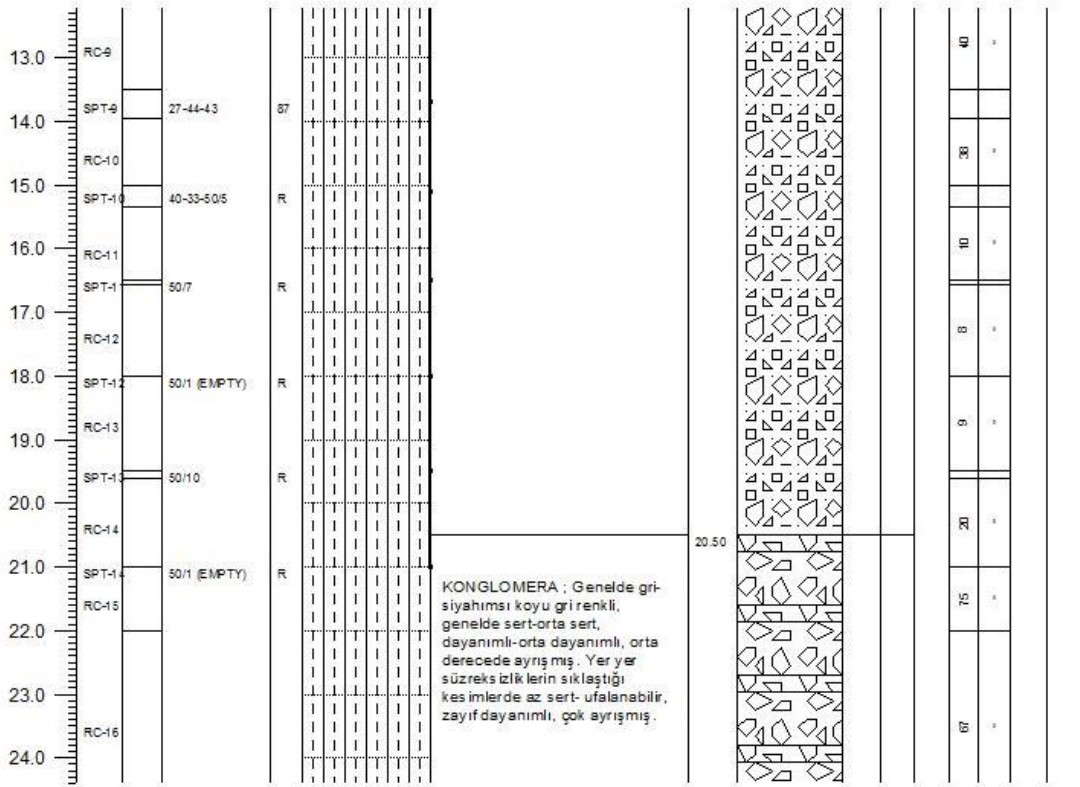 13.0
RC-9
40
SPT-9
27-44-43
87
14.0
RC-10
38
15.0
SPT-10
40-33-50/5
R
16.0
RC-11
10
SPT-1
50/7
R
17.0
RC-12
8
18.0
SPT-12
50/1 (EMPTY)
R
RC-13
9
19.0
SPT-13
50/10
R
20.0
RC-14
20
20.50
21.0
SPT-14
50/1 (EMPTY)
R
KONGLOMERA ; Genelde gri-
siyahımsı koyu gri renkli,
genelde sert-orta sert,
dayanımlı-orta dayanımlı, orta
derecede ayrışmış. Yer yer
süzreksizliklerin sıklaştığı
kesimlerde az sert- ufalanabilir,
zayıf dayanımlı, çok ayrışmış.
RC-15
75
22.0
23.0
RC-16
67
24.0